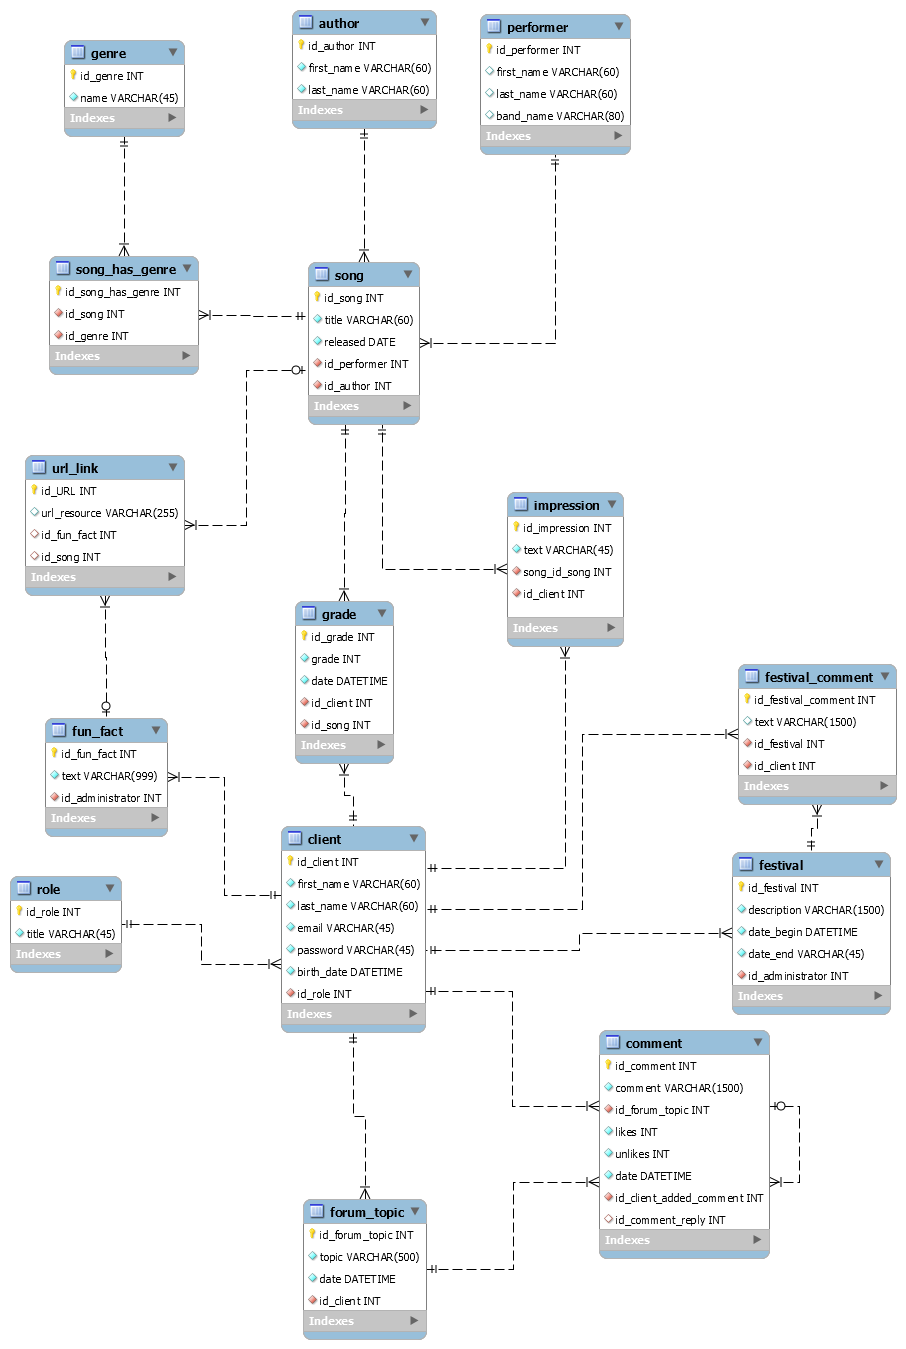 genre
id_genre INT
name VARCHAR(45)
Indexes
author
id_author INT
first_name VARCHAR(60)
last_name VARCHAR(60)
Indexes
performer
id_performer INT
first_name VARCHAR(60)
last_name VARCHAR(60)
band_name VARCHAR(80)
Indexes
song_has_genre
id_song_has_genre INT
id_song INT
id_genre INT
Indexes
song
id_song INT
title VARCHAR(60)
released DATE
id_performer INT
id_author INT
Indexes
url_link
id_URL INT
url_resource VARCHAR(255)
id_fun_fact INT
id_song INT
Indexes
impression
id_impression INT
text VARCHAR(45)
song_id_song INT
id_client INT
Indexes
grade
id_grade INT
grade INT
date DATETIME
id_client INT
id_song INT
Indexes
festival_comment
id_festival_comment INT
text VARCHAR(1500)
id_festival INT
id_client INT
Indexes
fun_fact
id_fun_fact INT
text VARCHAR(999)
id_administrator INT
Indexes
client
id_client INT
first_name VARCHAR(60)
last_name VARCHAR(60)
email VARCHAR(45)
password VARCHAR(45)
birth_date DATETIME
id_role INT
Indexes
festival
id_festival INT
description VARCHAR(1500)
date_begin DATETIME
date_end VARCHAR(45)
id_administrator INT
Indexes
role
id_role INT
title VARCHAR(45)
Indexes
comment
id_comment INT
comment VARCHAR(1500)
id_forum_topic INT
likes INT
unlikes INT
date DATETIME
id_client_added_comment INT
id_comment_reply INT
Indexes
forum_topic
id_forum_topic INT
topic VARCHAR(500)
date DATETIME
id_client INT
Indexes